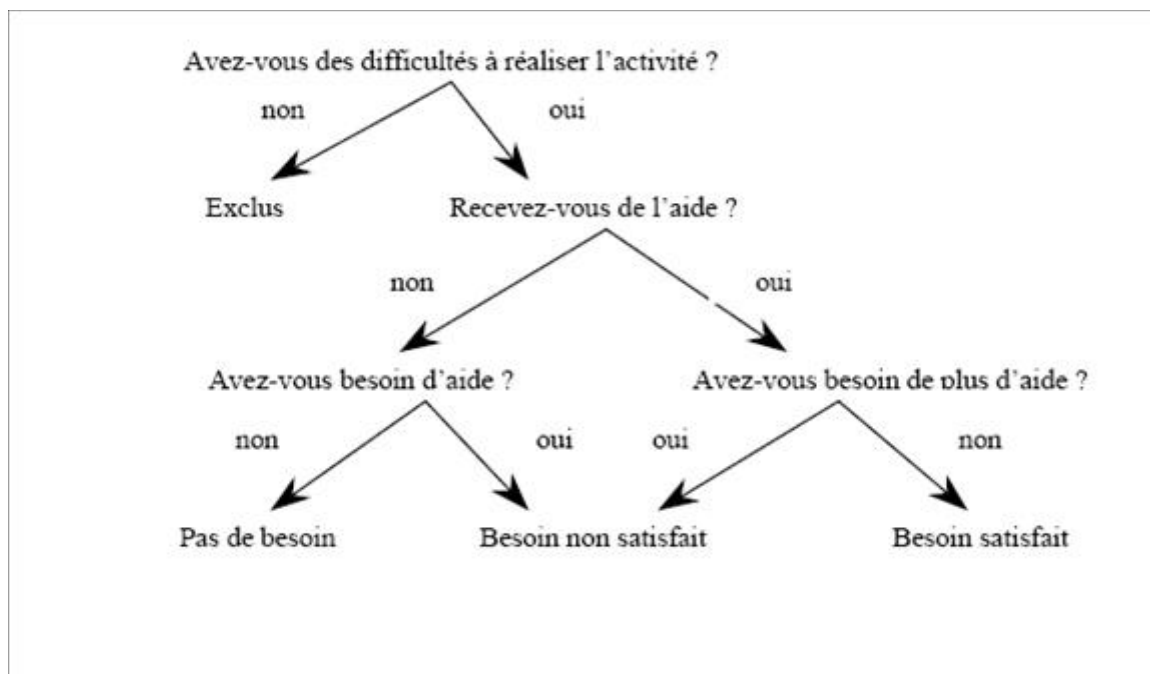 Avez-vous des difficultés à réaliser l’activité ?
non
oui
Exclus
Recevez-vous de l’aide ?
non
oui
Avez-vous besoin d’aide ?
Avez-vous besoin de plus d’aide ?
non
oui
oui
non
Pas de besoin
Besoin non satisfait
Besoin satisfait